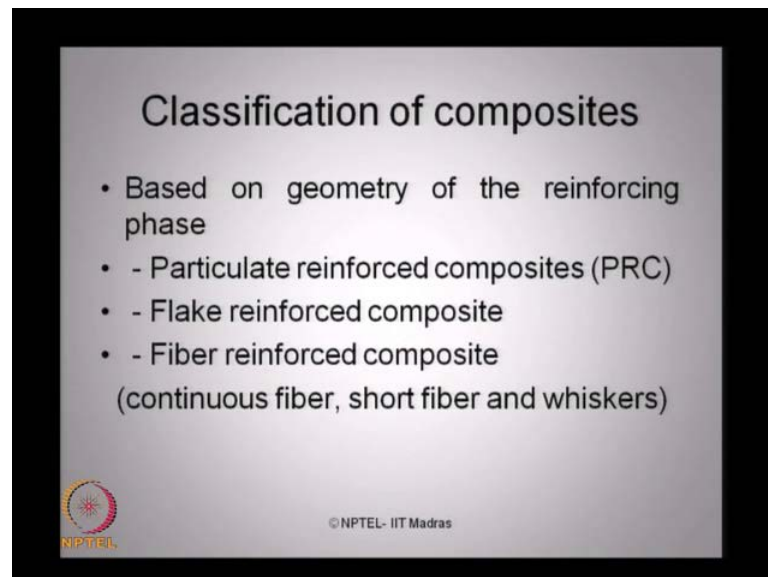 Classification of composites
• Based on geometry of the reinforcing
phase
• - Particulate reinforced composites (PRC)
• - Flake reinforced composite
• - Fiber reinforced composite
(continuous fiber, short fiber and whiskers)
NPTEL
© NPTEL- IIT Madras